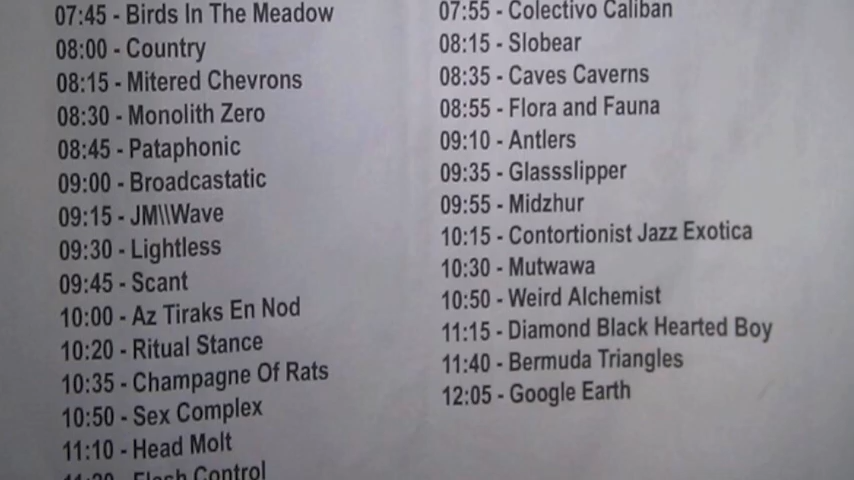 07:45 - Birds In The Meadow
08:00 - Country
08:15 - Mitered Chevrons
08:30 - Monolith Zero
08:45 - Pataphonic
09:00 - Broadcastatic
09:15 - JM\\Wave
09:30 - Lightless
09:45 - Scant
10:00 - Az Tiraks En Nod
10:20 - Ritual Stance
10:35 - Champagne Of Rats
10:50 - Sex Complex
11:10 - Head Molt
Control
07:55 - Colectivo Caliban
08:15 - Slobear
08:35 - Caves Caverns
08:55 - Flora and Fauna
09:10 - Antlers
09:35 - Glassslipper
09:55 - Midzhur
10:15 - Contortionist Jazz Exotica
10:30 - Mutwawa
10:50 - Weird Alchemist
11:15 - Diamond Black Hearted Boy
11:40 - Bermuda Triangles
12:05 - Google Earth